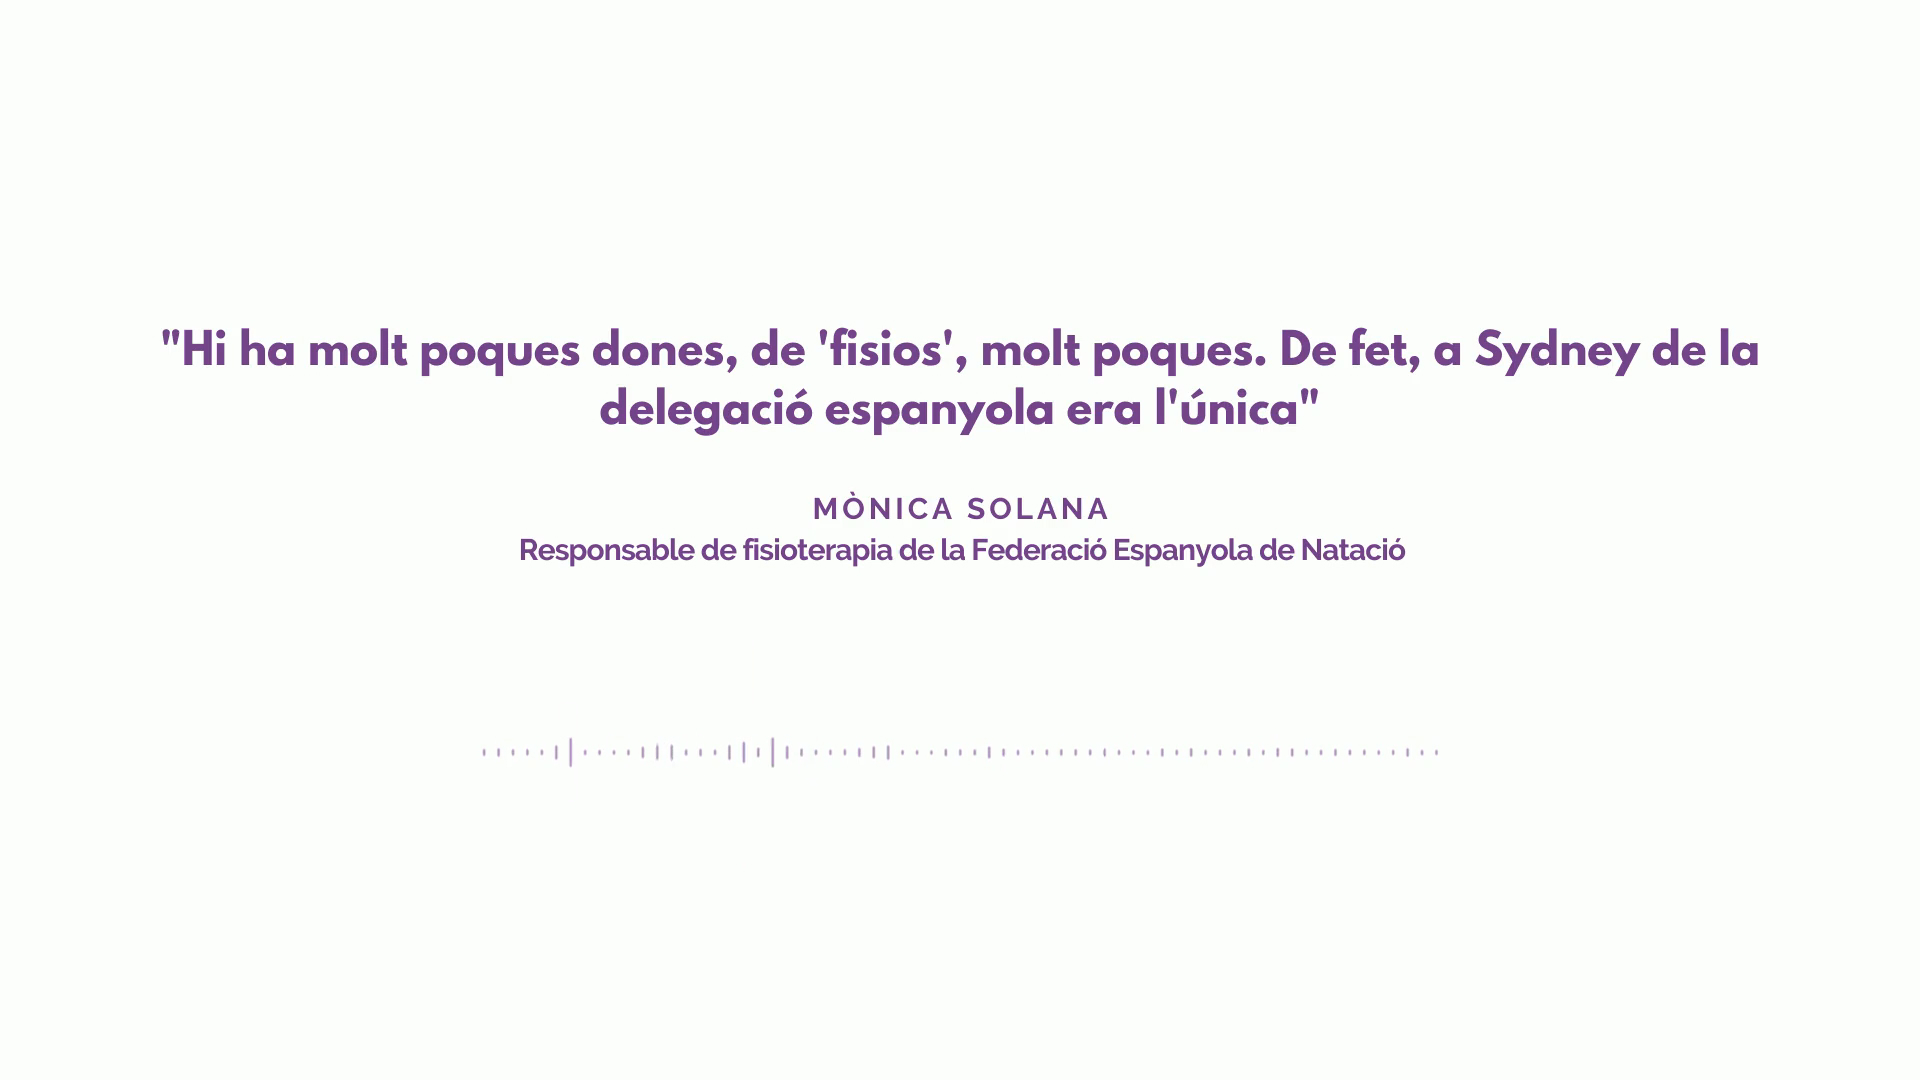 "Hi ha molt poques dones, de 'fisios', molt poques. De fet, a Sydney de la
delegació espanyola era l'única"
MÒNICA SOLANA
Responsable de fisioterapia de la Federació Espanyola de Natació